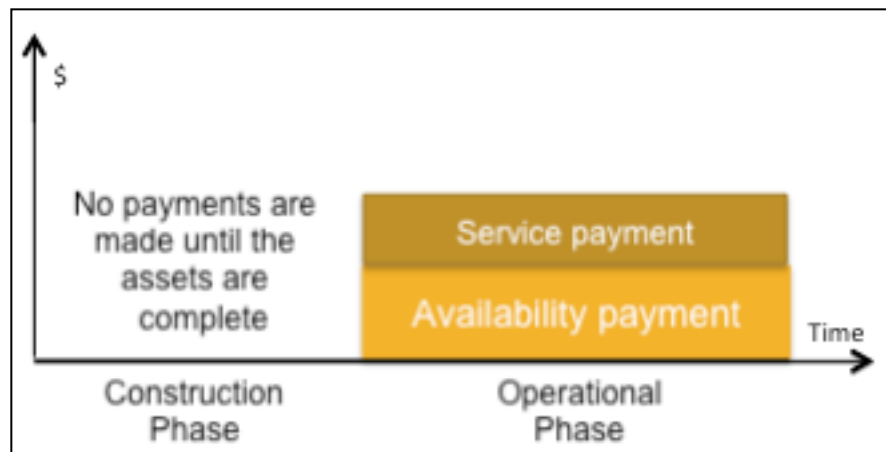 $
No payments are
made until the
assets are
complete
Service payment
Availability payment
Time
Construction
Phase
Operational
Phase